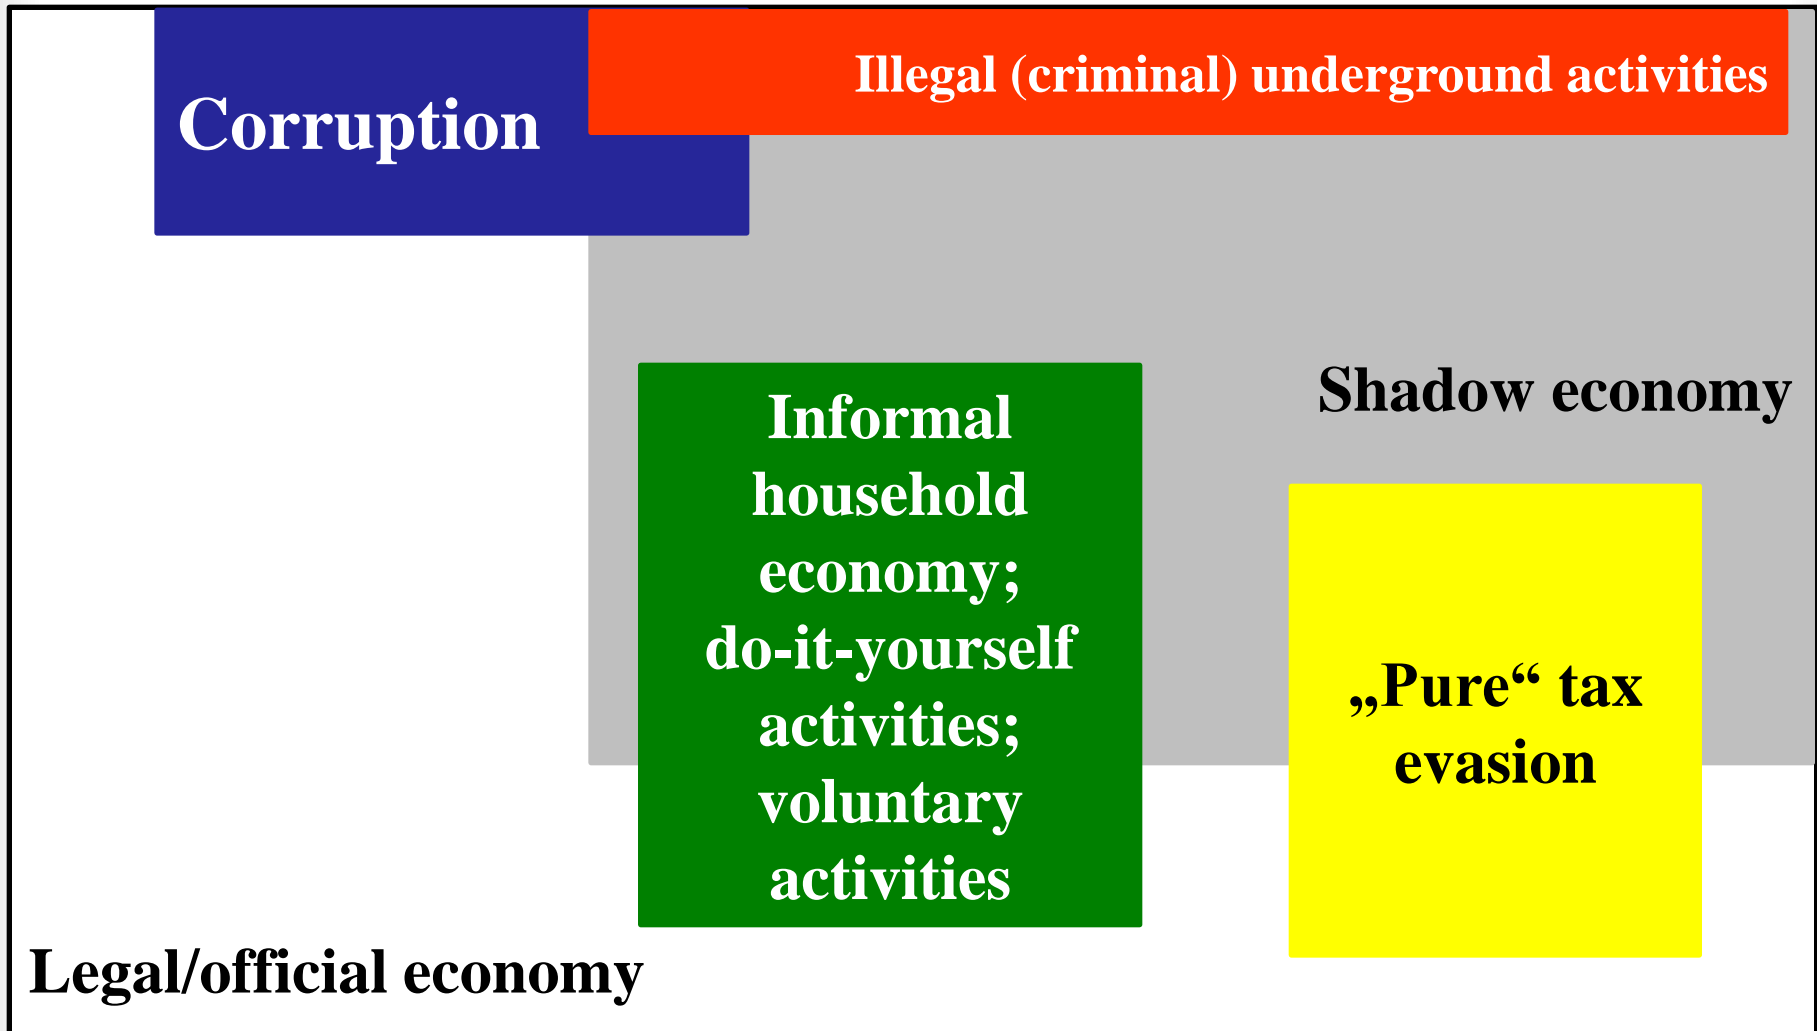 Illegal (criminal) underground activities
Corruption
Shadow economy
Informal
household
economy;
do-it-yourself
activities;
voluntary
activities
„Pure“ tax
evasion
Legal/official economy